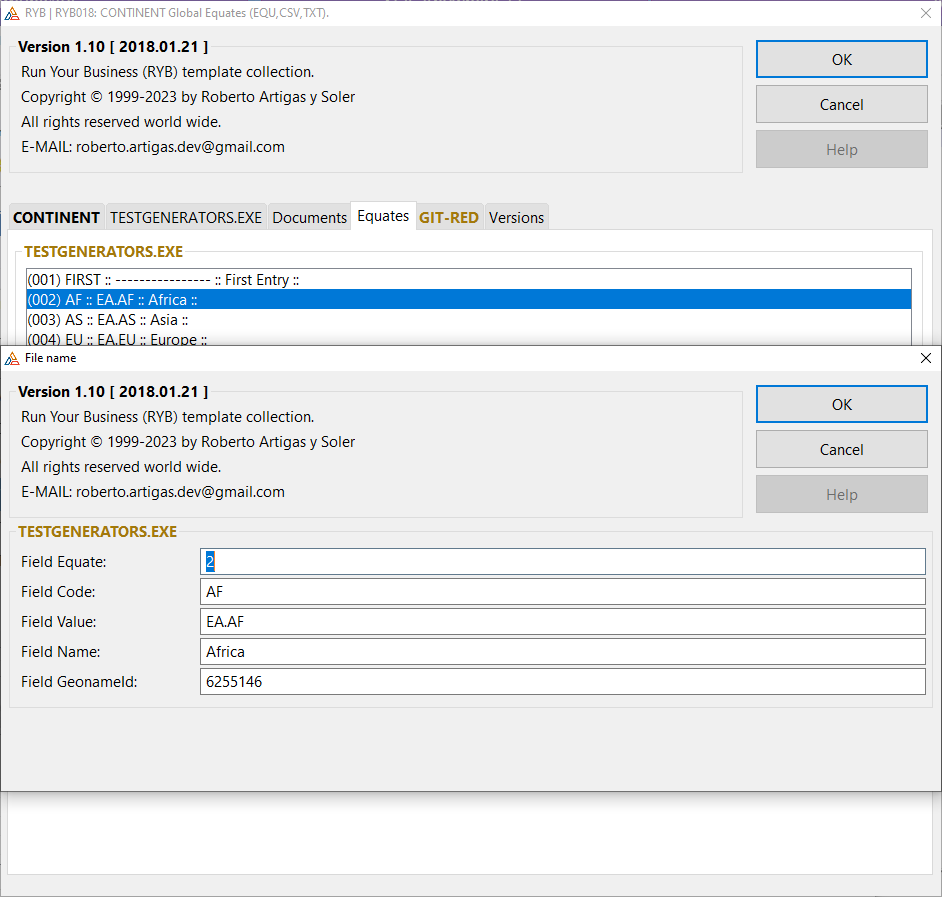 RYB | RYB018: CONTINENT Global Equates (EQU,CSV,TXT).
Version 1.10 [ 2018.01.21 ]
Run Your Business (RYB) template collection.
Copyright © 1999-2023 by Roberto Artigas y Soler
All rights reserved world wide.
E-MAIL: roberto.artigas.dev@gmail.com
OK
Cancel
Help
CONTINENT TESTGENERATORS.EXE Documents Equates GIT-RED Versions
TESTGENERATORS.EXE
(001) FIRST :: ---------------- :: First Entry ::
(002) AF :: EA.AF :: Africa ::
(003) AS :: EA.AS :: Asia ::
(004) EU :: EA.EU :: Europe ::
File name
Version 1.10 [ 2018.01.21 ]
Run Your Business (RYB) template collection.
Copyright © 1999-2023 by Roberto Artigas y Soler
All rights reserved world wide.
E-MAIL: roberto.artigas.dev@gmail.com
OK
Cancel
Help
TESTGENERATORS.EXE
Field Equate: 2
Field Code: AF
Field Value: EA.AF
Field Name: Africa
Field GeonameId: 6255146